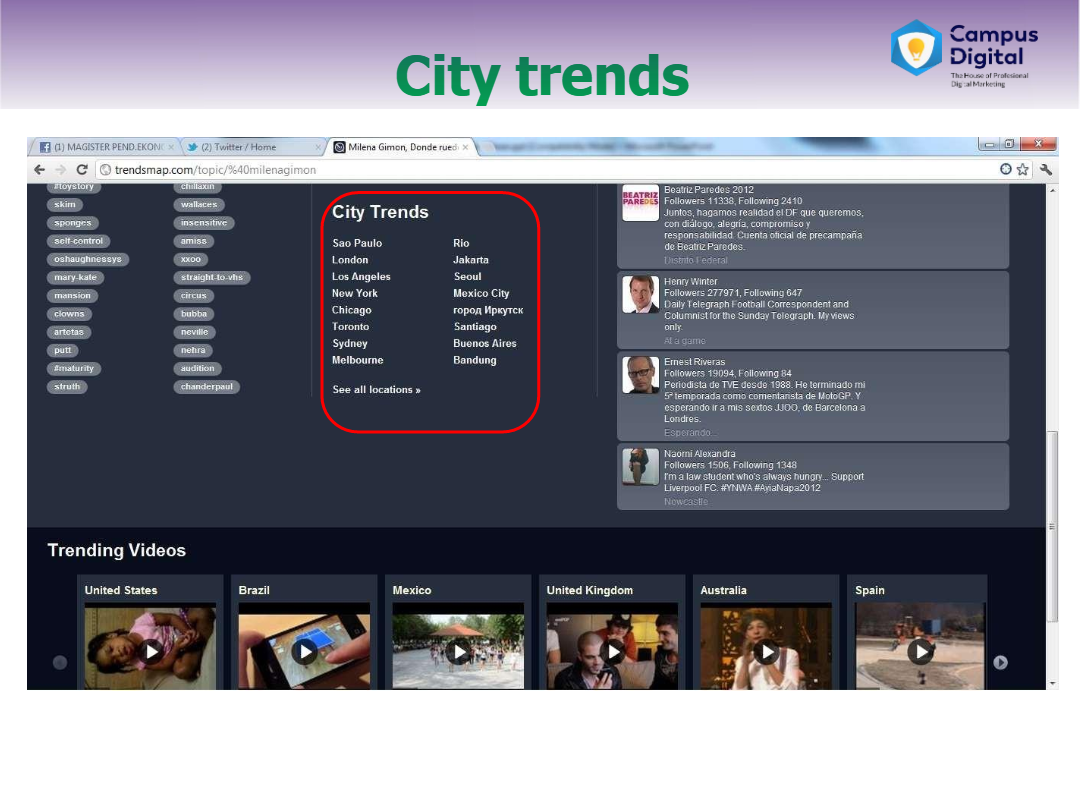 City trends
Campus
Digital
The House of Profesional
Digital Marketing
(1) MAGISTER PEND.EKON
(2) Twitter / Home
Milena Gimon, Donde rued
trendsmap.com/topic/%40milenagimon
#toystory
chillaxin
skim
wallaces
sponges
insensitive
self-control
amiss
oshaughnessys
xxoo
mary-kate
straight-to-vhs
mansion
circus
clowns
bubba
artetas
neville
putt
nehra
#maturity
audition
struth
chanderpaul
City Trends
Sao Paulo
Rio
London
Jakarta
Los Angeles
Seoul
New York
Mexico City
Chicago
город Иркутск
Toronto
Santiago
Sydney
Buenos Aires
Melbourne
Bandung
See all locations »
BEATRIZ
PAREDES
Beatriz Paredes 2012
Followers 11338, Following 2410
Juntos, hagamos realidad el DF que queremos,
con diálogo, alegría, compromiso y
responsabilidad. Cuenta oficial de precampaña
de Beatriz Paredes.
Distrito Federal
Henry Winter
Followers 277971, Following 647
Daily Telegraph Football Correspondent and
Columnist for the Sunday Telegraph. My views
only.
At a game
Ernest Riveras
Followers 19094, Following 84
Periodista de TVE desde 1988. He terminado mi
5ª temporada como comentarista de MotoGP. Y
esperando ir a mis sextos JJOO, de Barcelona a
Londres.
Esperando...
Naomi Alexandra
Followers 1506, Following 1348
I'm a law student who's always hungry... Support
Liverpool FC. #YNWA #AyiaNapa2012
Newcastle
Trending Videos
United States
Brazil
Mexico
United Kingdom
Australia
Spain